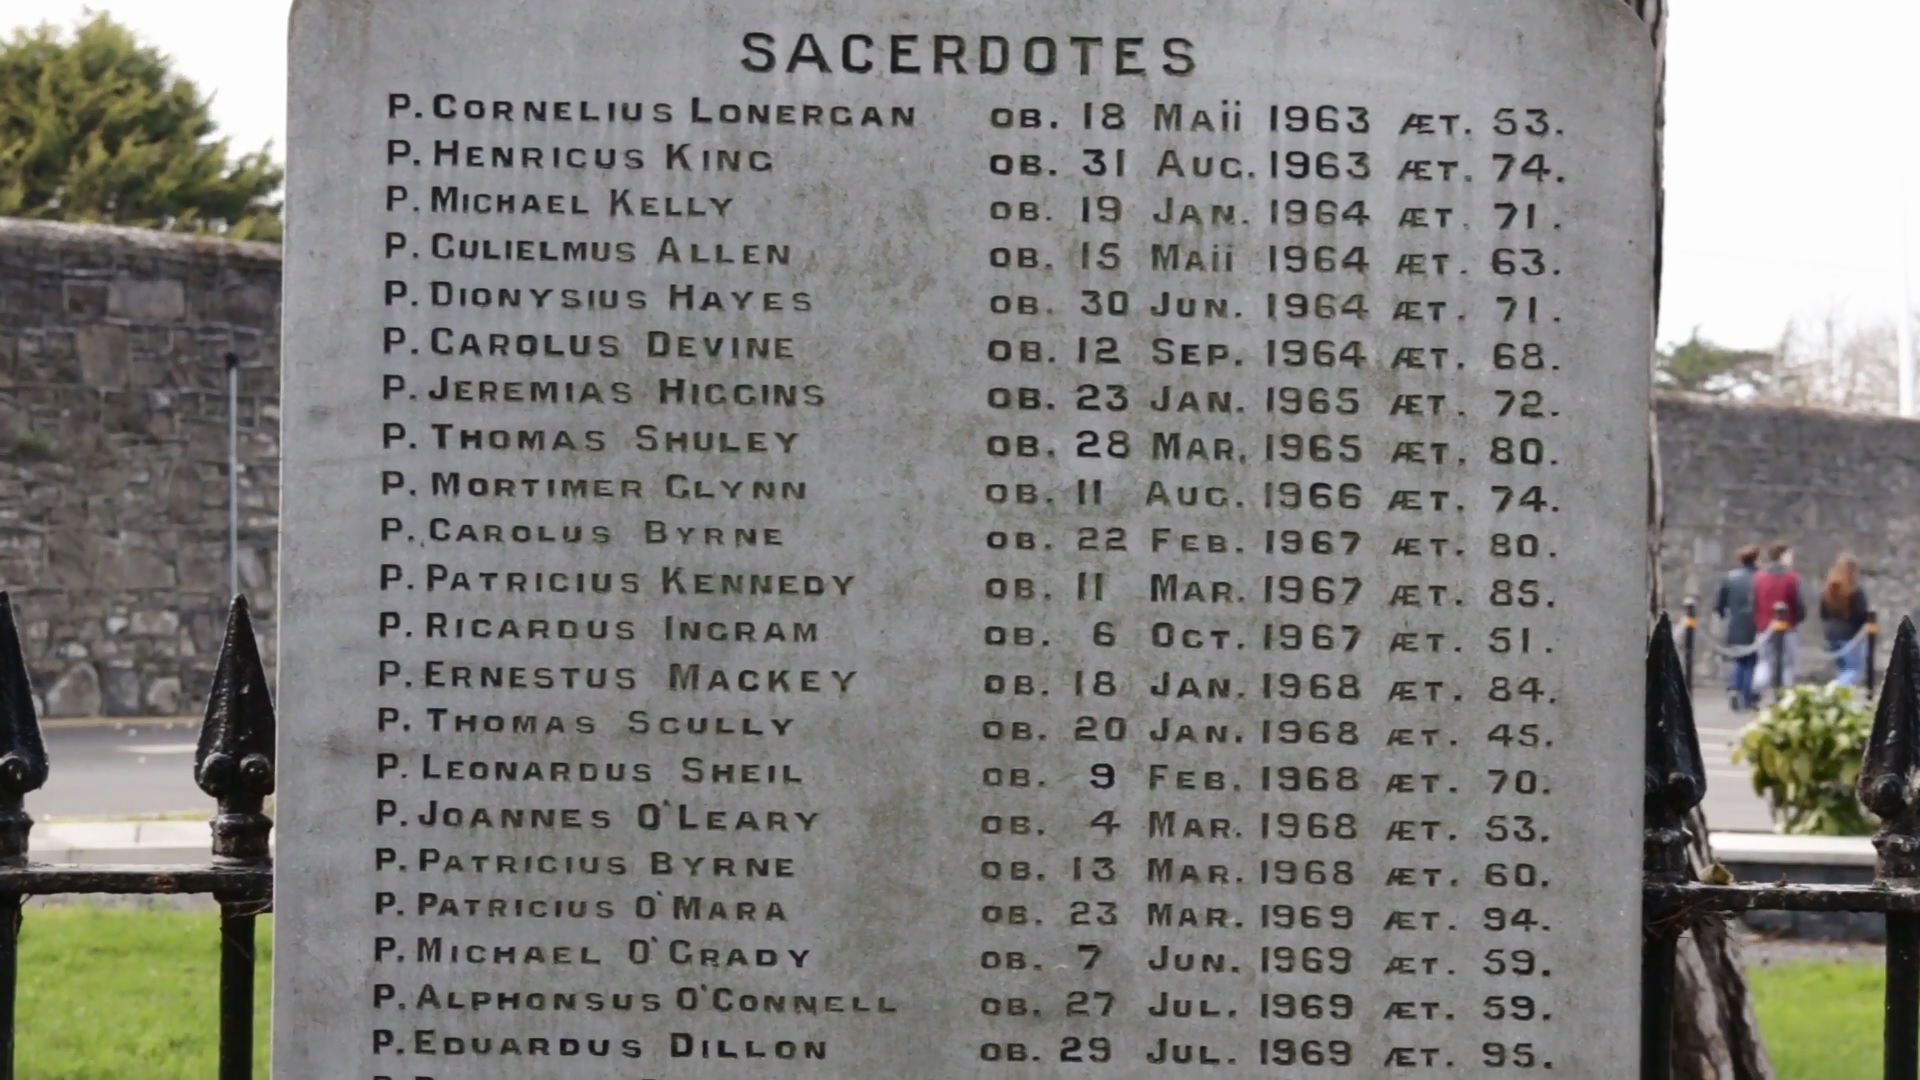 SACERDOTES
P. CORNELIUS LONERGAN OB. 18 MAii 1963 ÆT. 53.
P. HENRICUS KING OB. 31 AUG. 1963 ÆT. 74.
P. MICHAEL KELLY OB. 19 JAN. 1964 ÆT. 71.
P. GULIELMUS ALLEN OB. 15 MAii 1964 ÆT. 63.
P. DIONYSIUS HAYES OB. 30 JUN. 1964 ÆT. 71.
P. CAROLUS DEVINE OB. 12 SEP. 1964 ÆT. 68.
P. JEREMIAS HIGGINS OB. 23 JAN. 1965 ÆT. 72.
P. THOMAS SHULEY OB. 28 MAR. 1965 ÆT. 80.
P. MORTIMER GLYNN OB. 11 AUG. 1966 ÆT. 74.
P. CAROLUS BYRNE OB. 22 FEB. 1967 ÆT. 80.
P. PATRICIUS KENNEDY OB. 11 MAR. 1967 ÆT. 85.
P. RICARDUS INGRAM OB. 6 OCT. 1967 ÆT. 51.
P. ERNESTUS MACKEY OB. 18 JAN. 1968 ÆT. 84.
P. THOMAS SCULLY OB. 20 JAN. 1968 ÆT. 45.
P. LEONARDUS SHEIL OB. 9 FEB. 1968 ÆT. 70.
P. JOANNES O'LEARY OB. 4 MAR. 1968 ÆT. 53.
P. PATRICIUS BYRNE OB. 13 MAR. 1968 ÆT. 60.
P. PATRICIUS O'MARA OB. 23 MAR. 1969 ÆT. 94.
P. MICHAEL O'GRADY OB. 7 JUN. 1969 ÆT. 59.
P. ALPHONSUS O'CONNELL OB. 27 JUL. 1969 ÆT. 59.
P. EDUARDUS DILLON OB. 29 JUL. 1969 ÆT. 95.